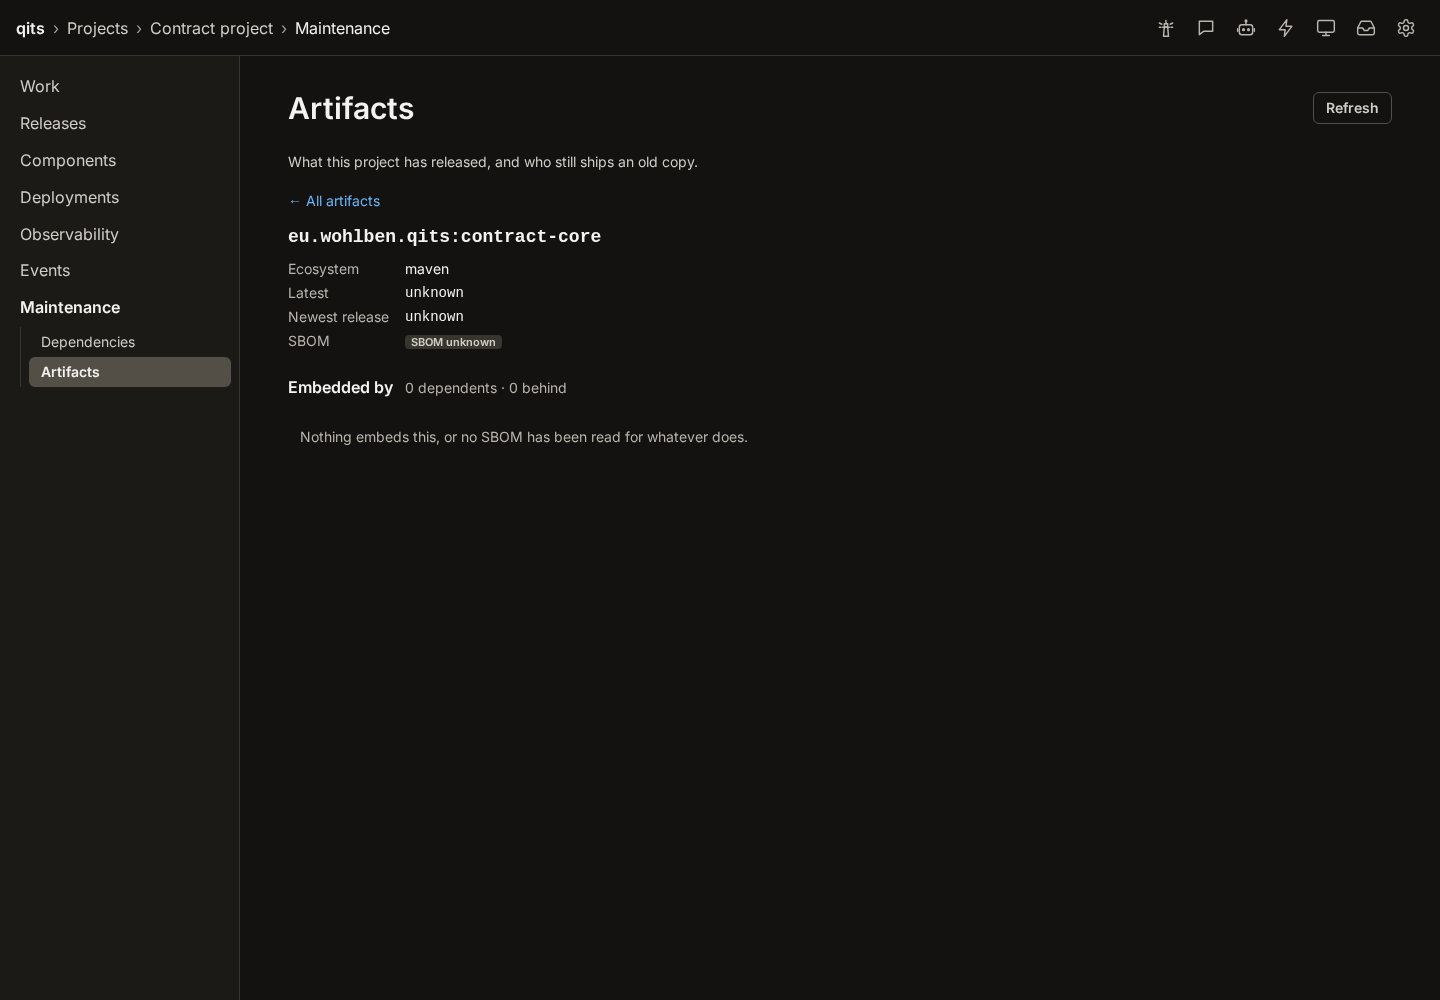 qits › Projects › Contract project › Maintenance
Work
Releases
Components
Deployments
Observability
Events
Maintenance
Dependencies
Artifacts
Artifacts
Refresh
What this project has released, and who still ships an old copy.
← All artifacts
eu.wohlben.qits:contract-core
Ecosystem maven
Latest unknown
Newest release unknown
SBOM SBOM unknown
Embedded by 0 dependents · 0 behind
Nothing embeds this, or no SBOM has been read for whatever does.